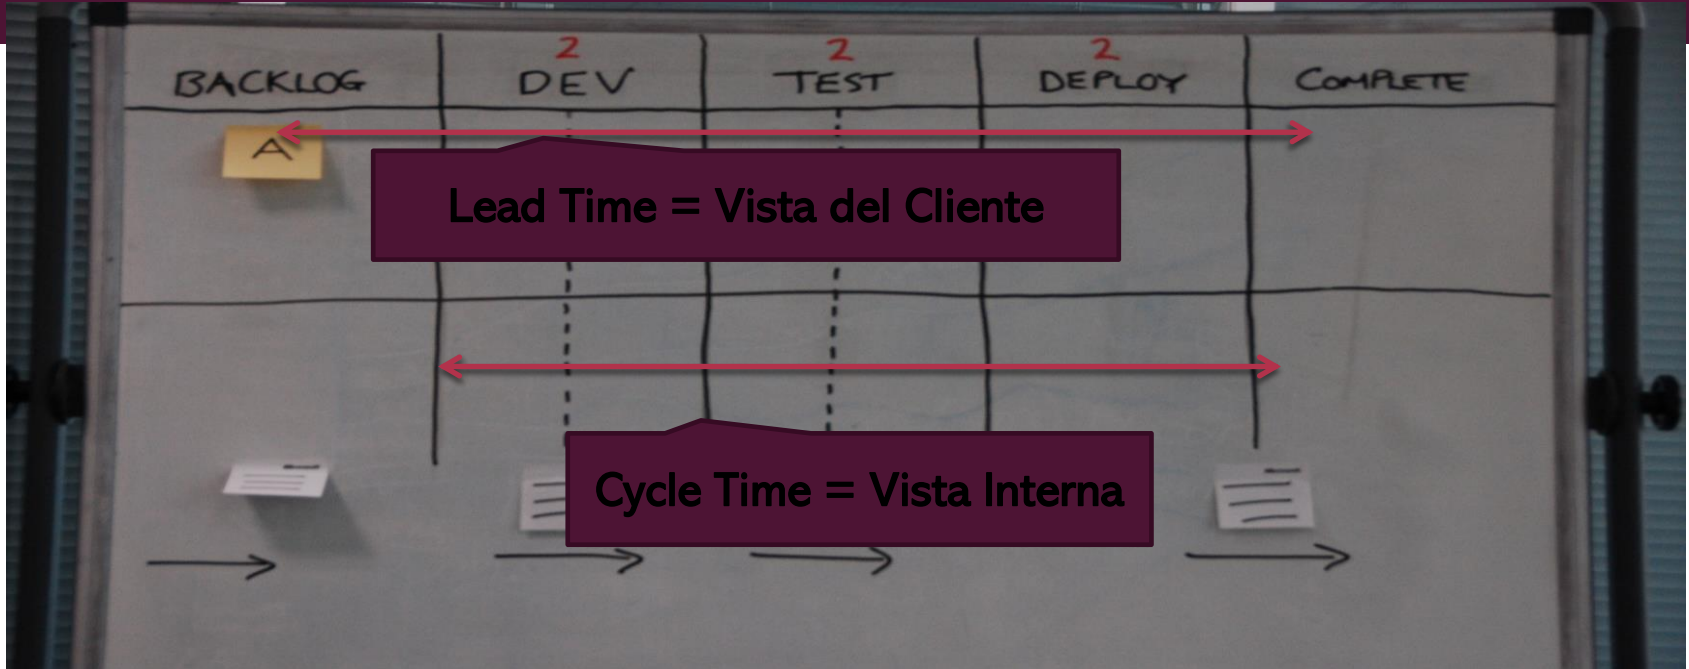 2 2 2
BACKLOG DEV TEST DEPLOY COMPLETE
A
Lead Time = Vista del Cliente
Cycle Time = Vista Interna